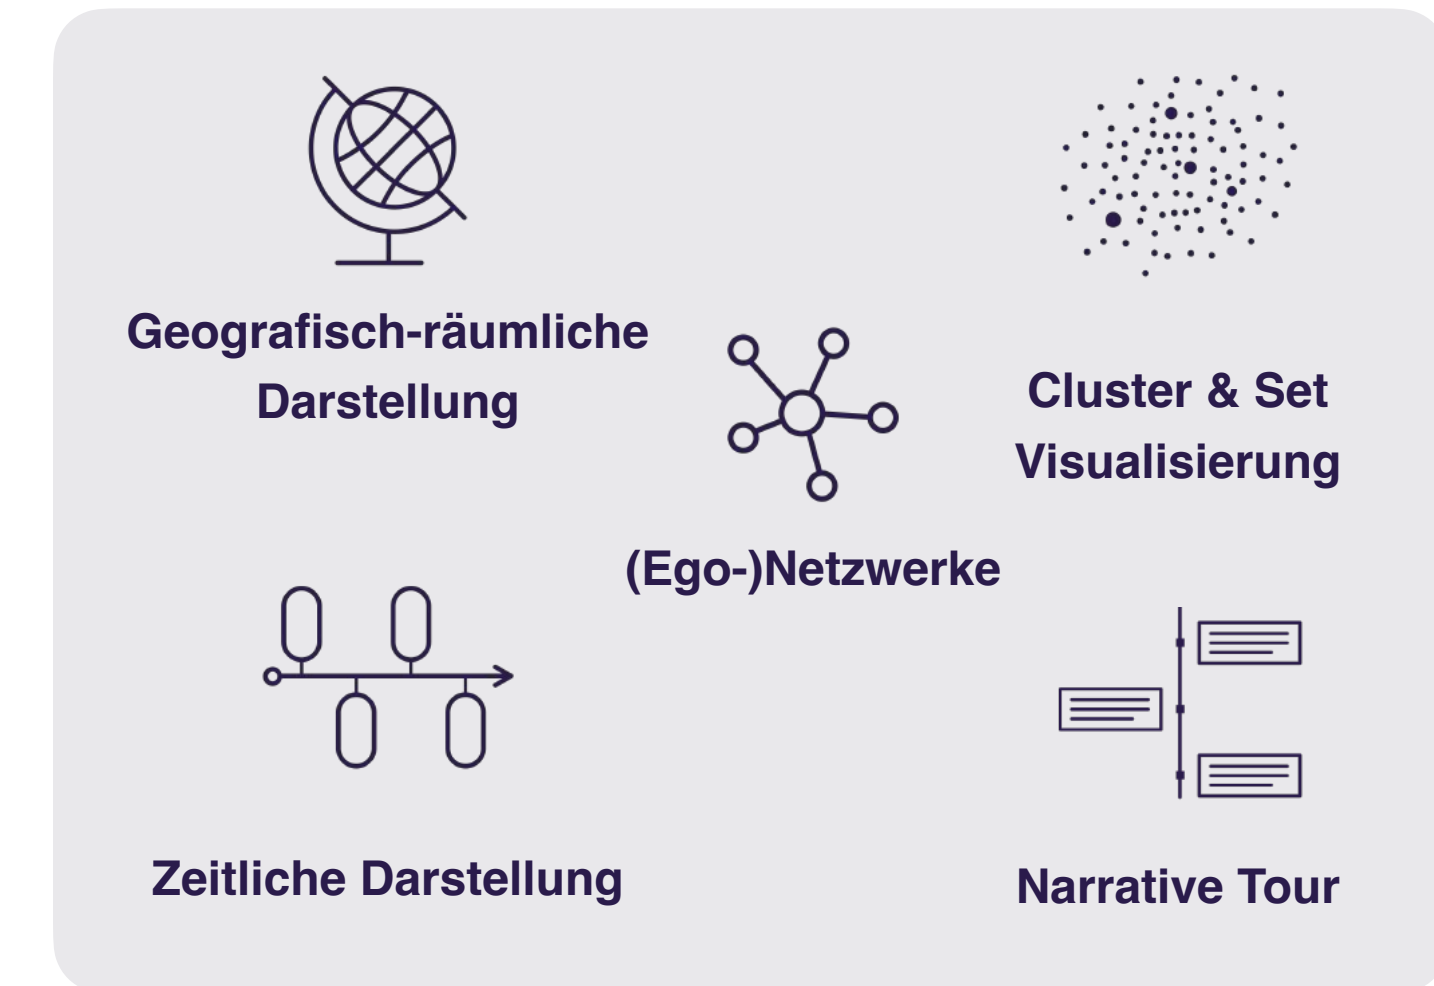 Geografisch-räumliche
Darstellung
Cluster & Set
Visualisierung
(Ego-)Netzwerke
Zeitliche Darstellung
Narrative Tour